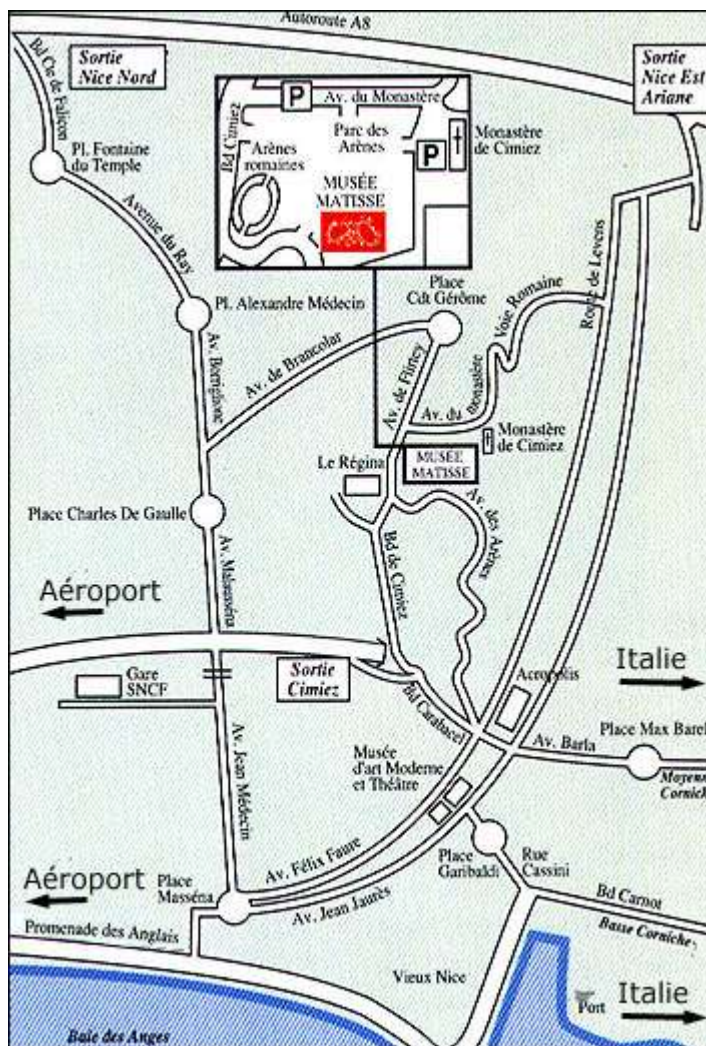 Autoroute A8
Bd Cte de Falicon
Sortie
Nice Nord
Sortie
Nice Est
Ariane
P
Av. du Monastère
Bd Cimiez
Parc des
Arènes
P
Monastère
de Cimiez
Arènes
romaines
MUSÉE
MATISSE
Pl. Fontaine
du Temple
Avenue du Ray
Pl. Alexandre Médecin
Place
Cdt Gérôme
Voie Romaine
Route de Levens
Av. Borriglione
Av. de Brancolar
Av. de Flirey
Av. du monastère
Monastère
de Cimiez
Le Régina
MUSÉE
MATISSE
Place Charles De Gaulle
Av. des Arènes
Bd de Cimiez
Av. Malausséna
Aéroport
Gare
SNCF
Sortie
Cimiez
Italie
Acropolis
Bd Carabacel
Place Max Barel
Av. Barla
Moyenne
Corniche
Musée
d'art Moderne
et Théâtre
Av. Jean Médecin
Av. Félix Faure
Place
Garibaldi
Rue
Cassini
Aéroport
Place
Masséna
Av. Jean Jaurès
Bd Carnot
Basse Corniche
Promenade des Anglais
Vieux Nice
Port
Italie
Baie des Anges